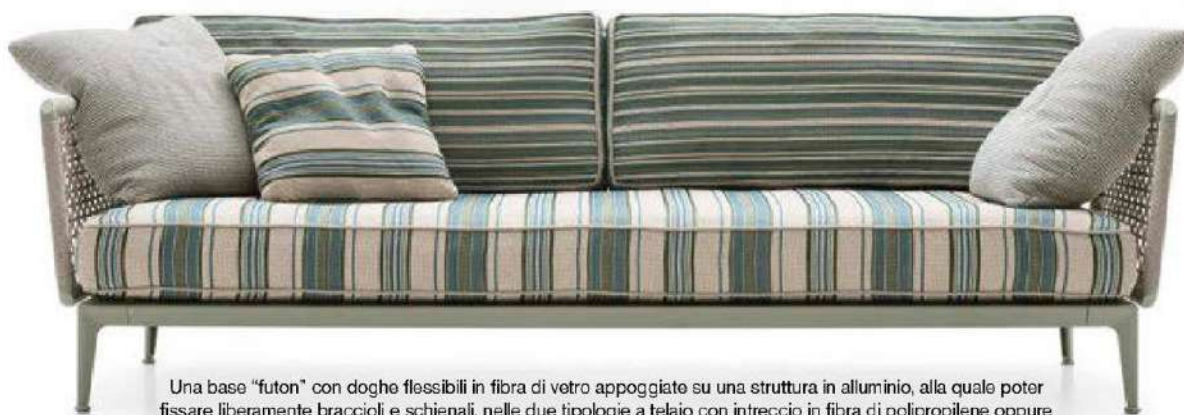 Una base “futon” con doghe flessibili in fibra di vetro appoggiate su una struttura in alluminio, alla quale poter
fissare liberamente braccioli e schienali, nelle due tipologie a telaio con intreccio in fibra di polipropilene oppure